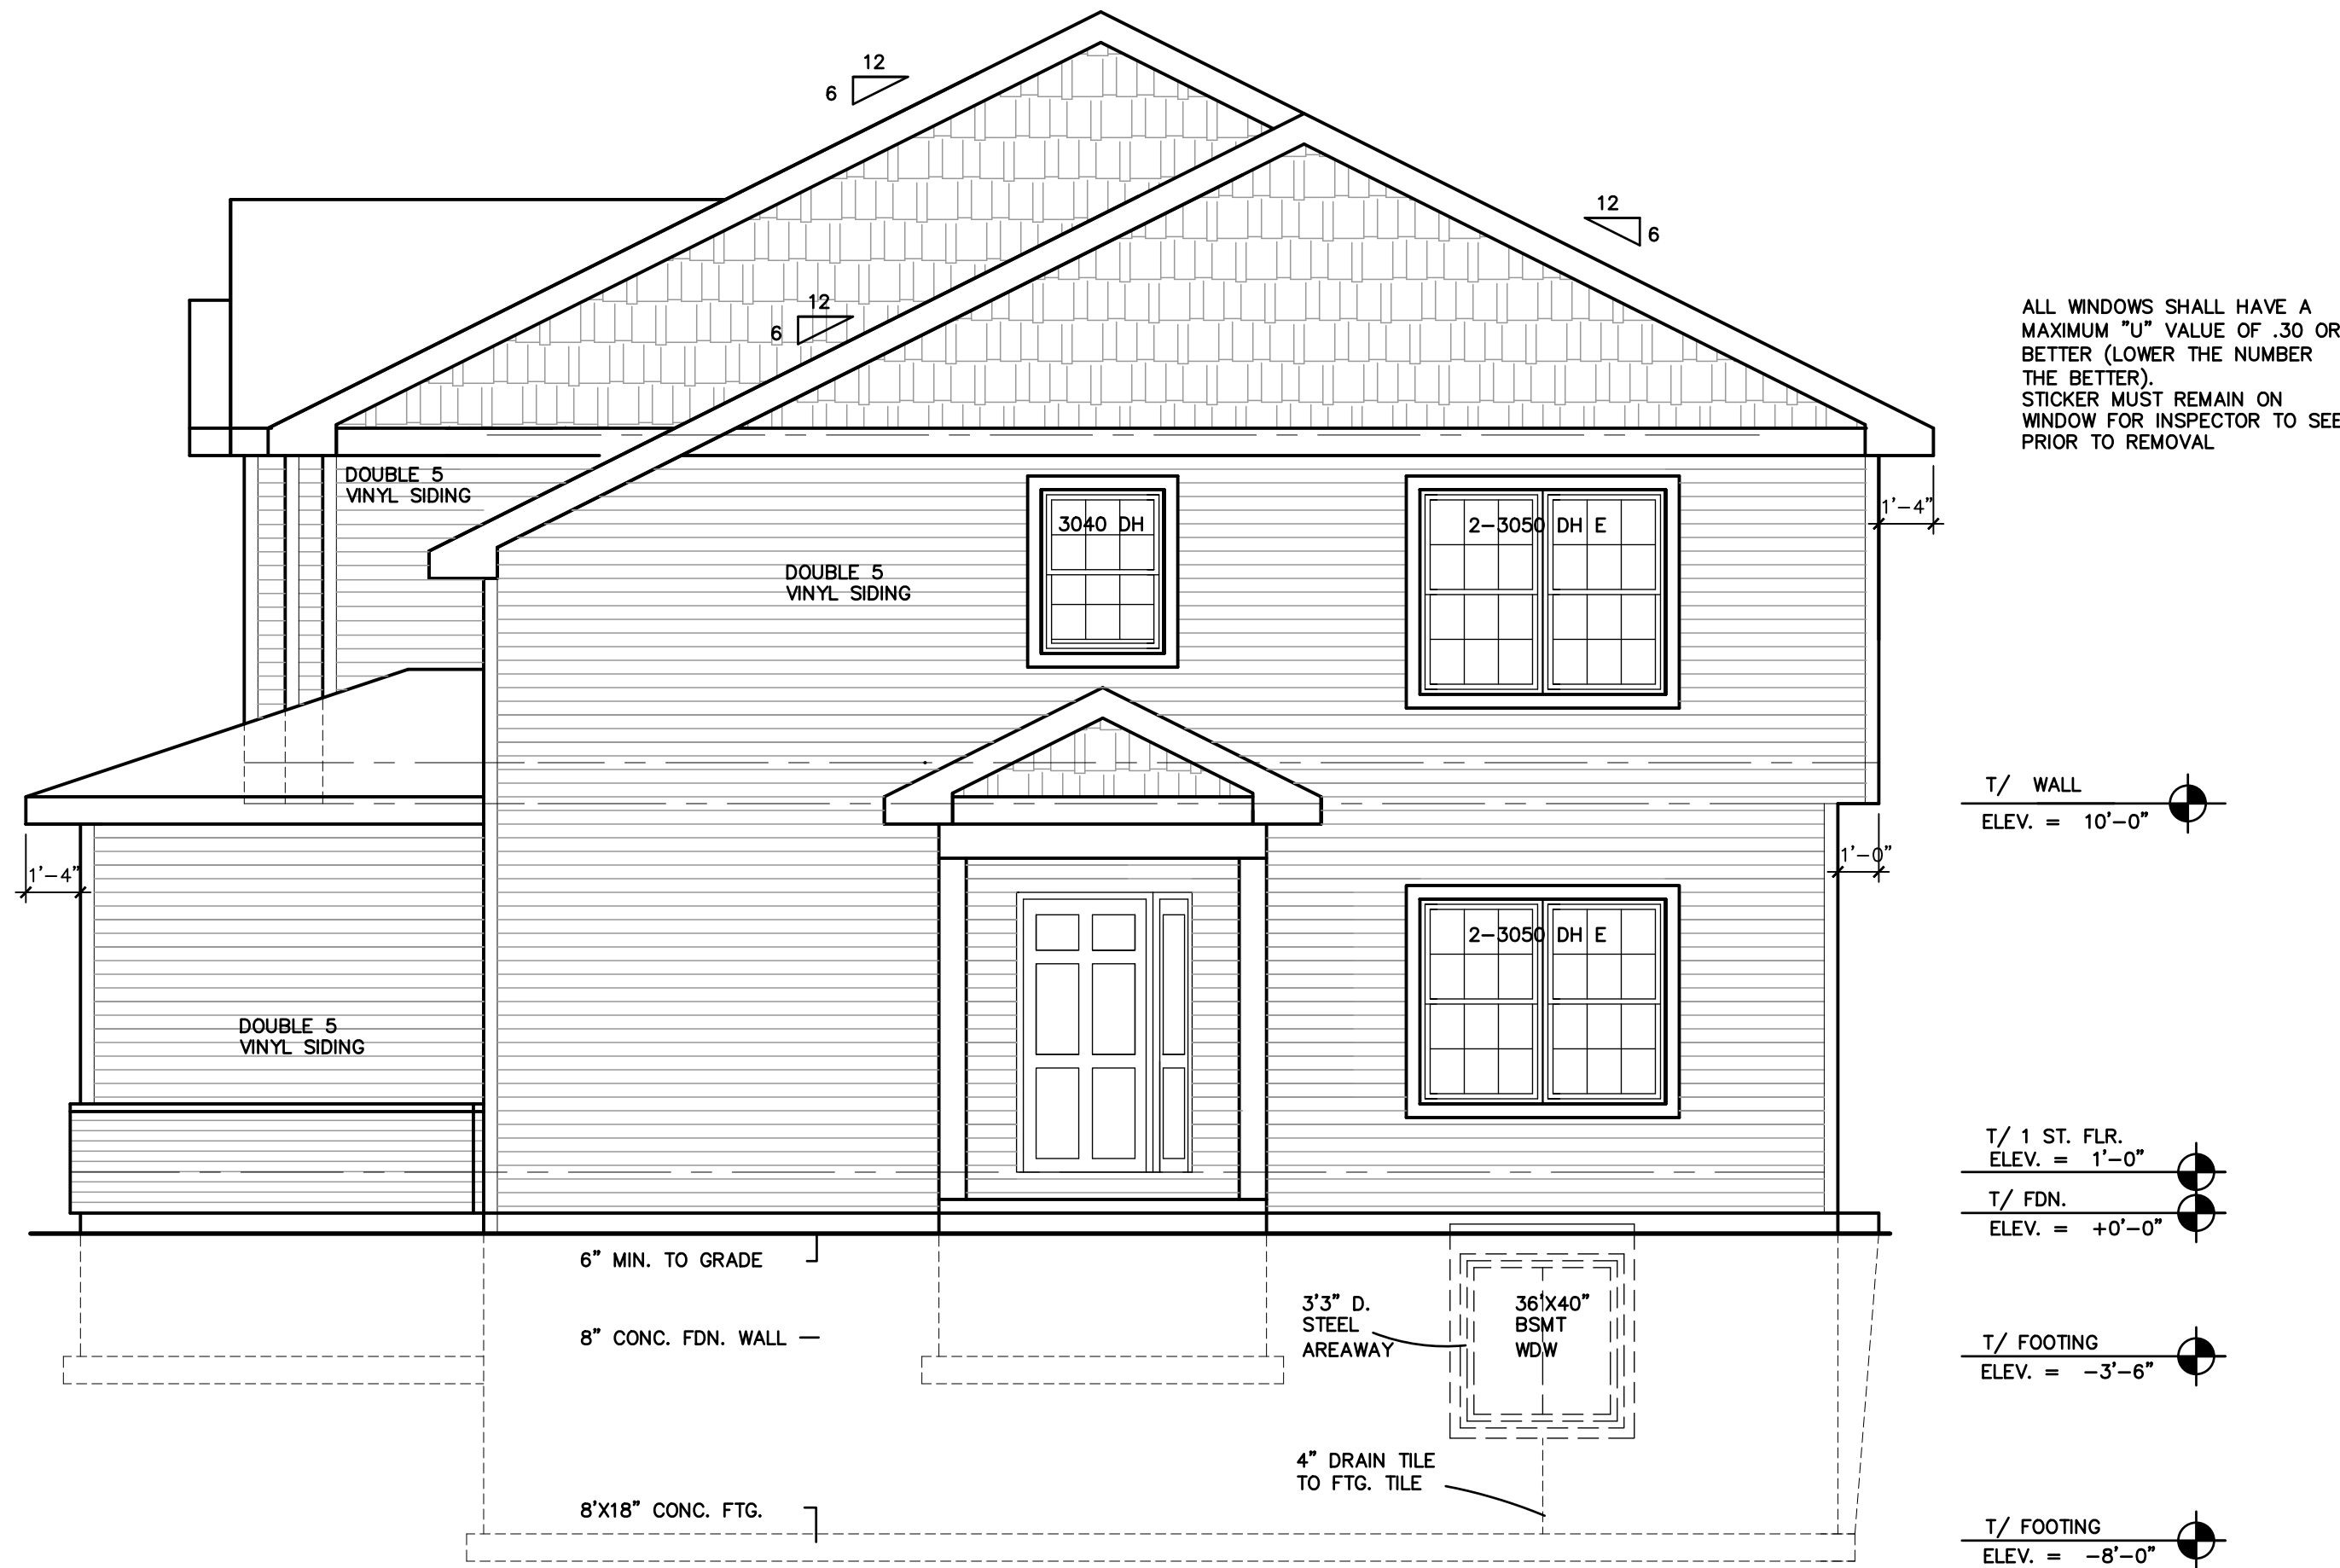 12
6
12
6
12
6
ALL WINDOWS SHALL HAVE A
MAXIMUM "U" VALUE OF .30 OR
BETTER (LOWER THE NUMBER
THE BETTER).
STICKER MUST REMAIN ON
WINDOW FOR INSPECTOR TO SEE
PRIOR TO REMOVAL
DOUBLE 5
VINYL SIDING
3040 DH
2-3050 DH E
1'-4"
DOUBLE 5
VINYL SIDING
T/ WALL
ELEV. = 10'-0"
1'-4"
1'-0"
2-3050 DH E
DOUBLE 5
VINYL SIDING
T/ 1 ST. FLR.
ELEV. = 1'-0"
T/ FDN.
ELEV. = +0'-0"
6" MIN. TO GRADE
8" CONC. FDN. WALL
3'3" D.
STEEL
AREAWAY
36'X40"
BSMT
WDW
T/ FOOTING
ELEV. = -3'-6"
4" DRAIN TILE
TO FTG. TILE
8'X18" CONC. FTG.
T/ FOOTING
ELEV. = -8'-0"